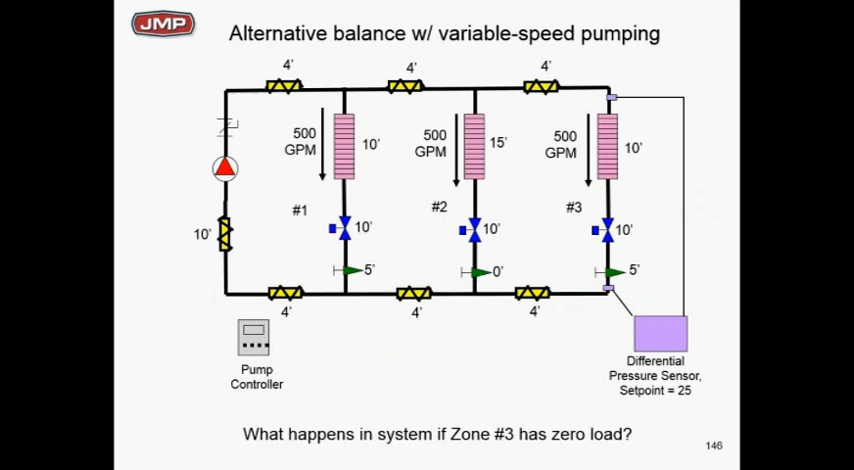 JMP
Alternative balance w/ variable-speed pumping
4'
4'
4'
500
GPM
10'
500
GPM
15'
500
GPM
10'
#1
#2
#3
10'
10'
10'
10'
5'
0'
5'
4'
4'
4'
Pump
Controller
Differential
Pressure Sensor,
Setpoint = 25
What happens in system if Zone #3 has zero load?
146